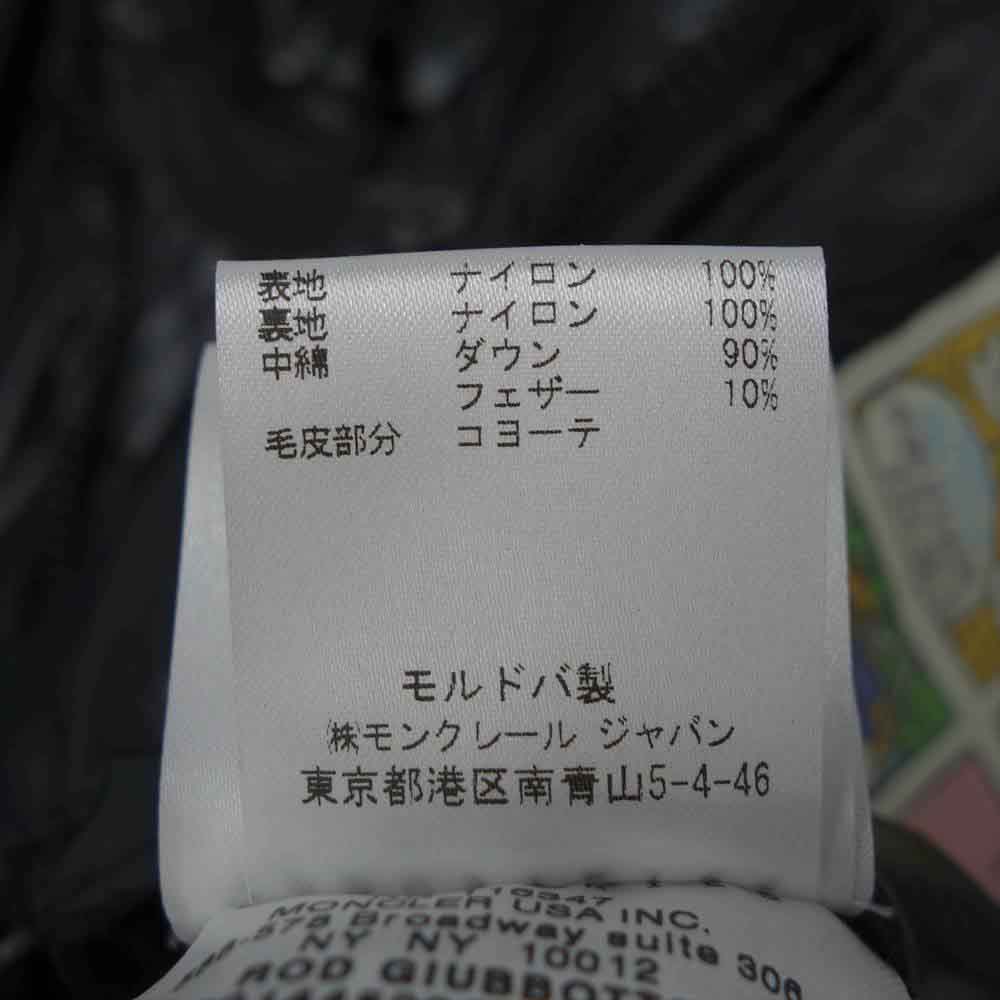 表地 ナイロン 100%
裏地 ナイロン 100%
中綿 ダウン 90%
フェザー 10%
毛皮部分 コヨーテ
モルドバ製
㈱モンクレール ジャパン
東京都港区南青山5-4-46
MONCLER USA INC.
Broadway suite 306
NY NY 10012
ROD